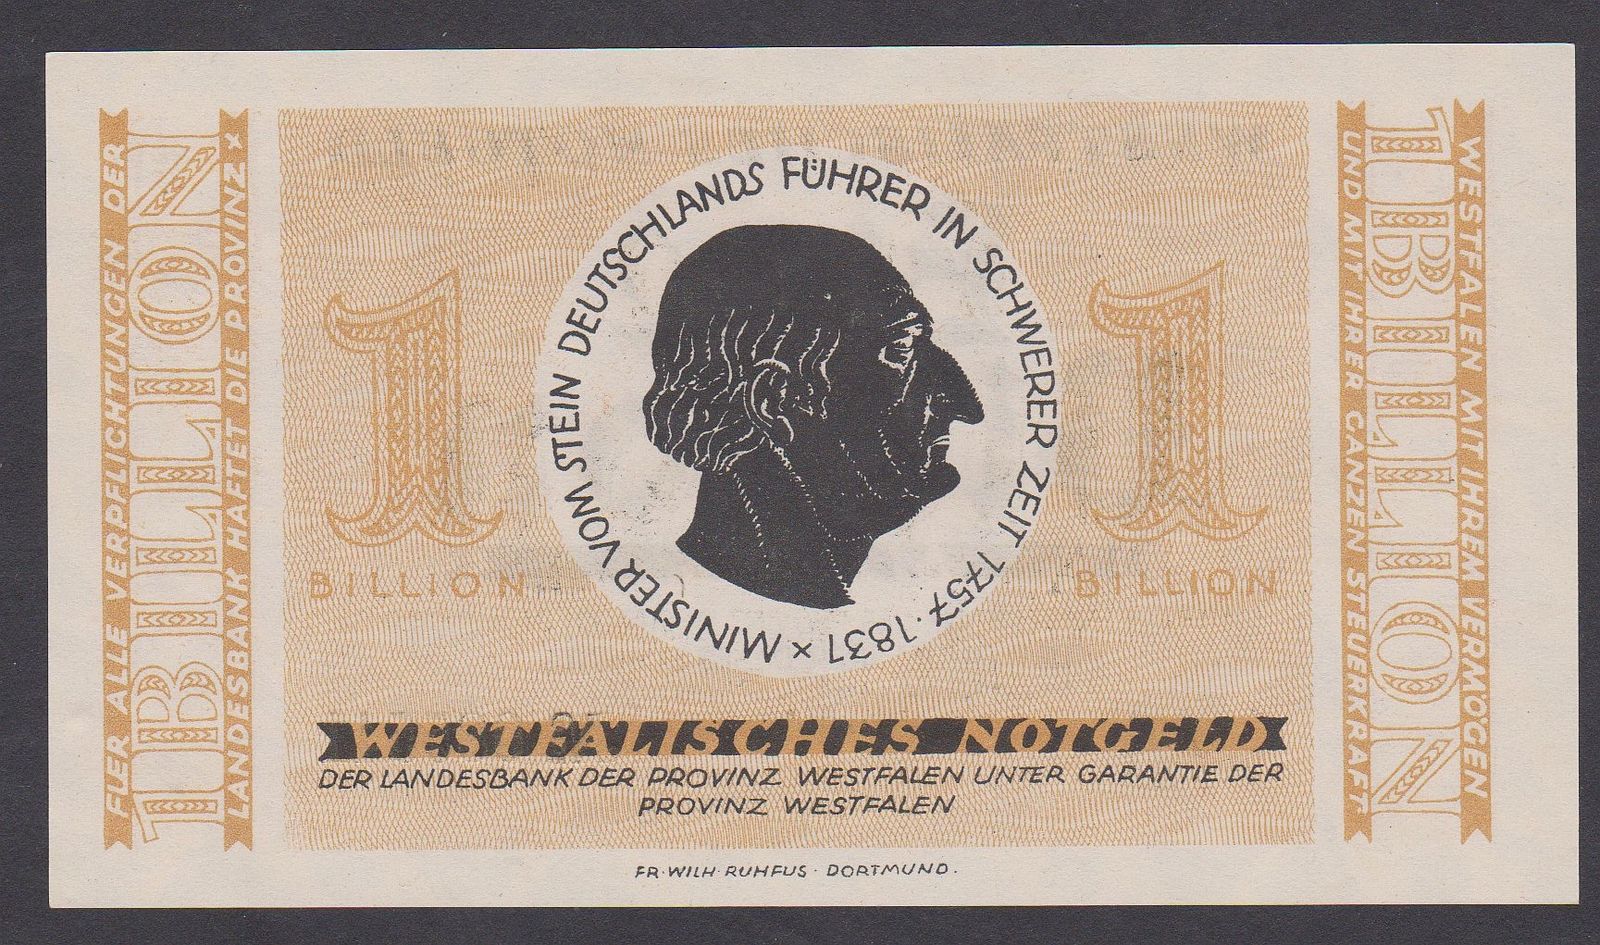 FUER ALLE VERPFLICHTUNGEN DER
1 BILLION
LANDESBANK HAFTET DIE PROVINZ x
MINISTER VOM STEIN DEUTSCHLANDS FÜHRER IN SCHWERER ZEIT 1757 · 1831 x
1
BILLION
1
BILLION
WESTFALISCHES NOTGELD
DER LANDESBANK DER PROVINZ WESTFALEN UNTER GARANTIE DER
PROVINZ WESTFALEN
FR·WILH·RUHFUS · DORTMUND.
WESTFALEN MIT IHREM VERMÖGEN
1 BILLION
UND MIT IHRER GANZEN STEUERKRAFT